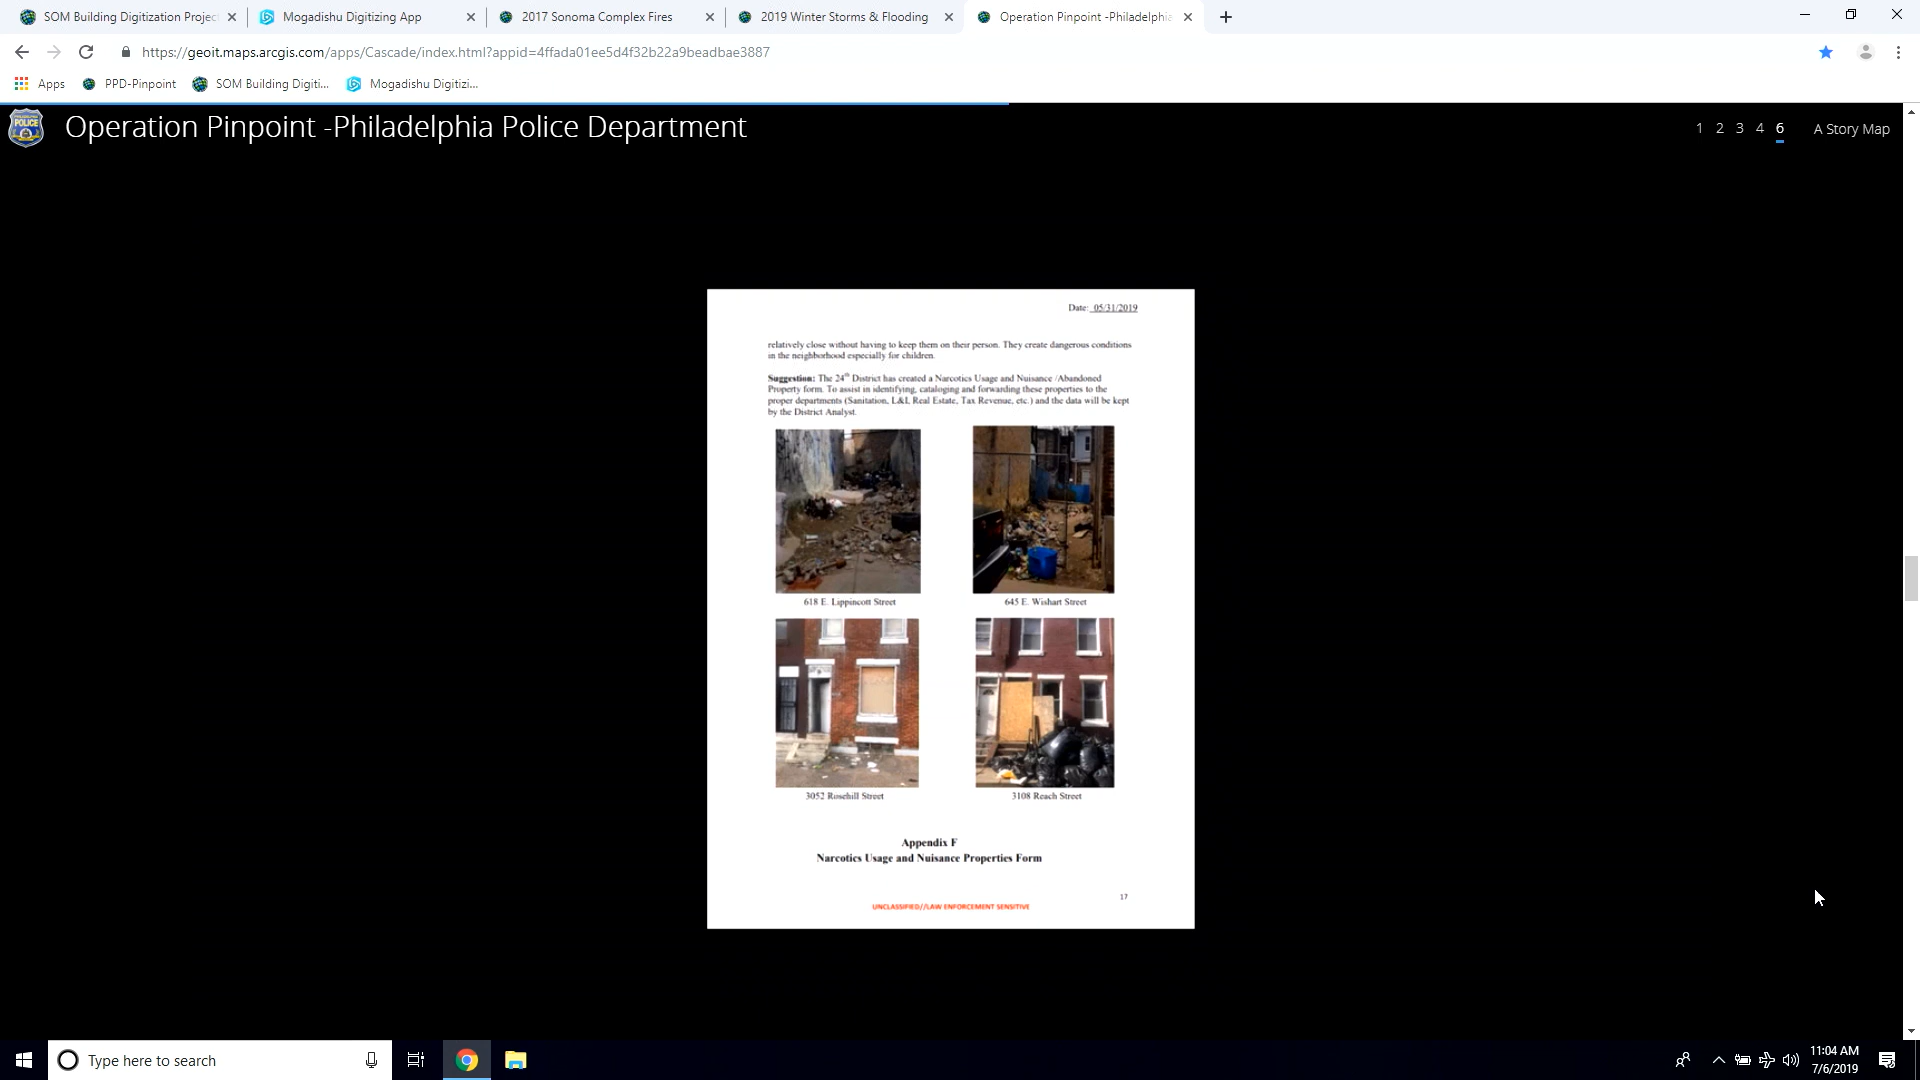 SOM Building Digitization Projec
Mogadishu Digitizing App
2017 Sonoma Complex Fires
2019 Winter Storms & Flooding
Operation Pinpoint -Philadelphia
https://geoit.maps.arcgis.com/apps/Cascade/index.html?appid=4ffada01ee5d4f32b22a9beadbae3887
Apps
PPD-Pinpoint
SOM Building Digiti...
Mogadishu Digitizi...
POLICE
Operation Pinpoint -Philadelphia Police Department
1 2 3 4 6
A Story Map
Date: 05/31/2019
relatively close without having to keep them on their person. They create dangerous conditions
in the neighborhood especially for children.
Suggestion: The 24th District has created a Narcotics Usage and Nuisance /Abandoned
Property form. To assist in identifying, cataloging and forwarding these properties to the
proper departments (Sanitation, L&I, Real Estate, Tax Revenue, etc.) and the data will be kept
by the District Analyst.
618 E. Lippincott Street
645 E. Wishart Street
3052 Rosehill Street
3108 Reach Street
Appendix F
Narcotics Usage and Nuisance Properties Form
17
UNCLASSIFIED//LAW ENFORCEMENT SENSITIVE
Type here to search
11:04 AM
7/6/2019